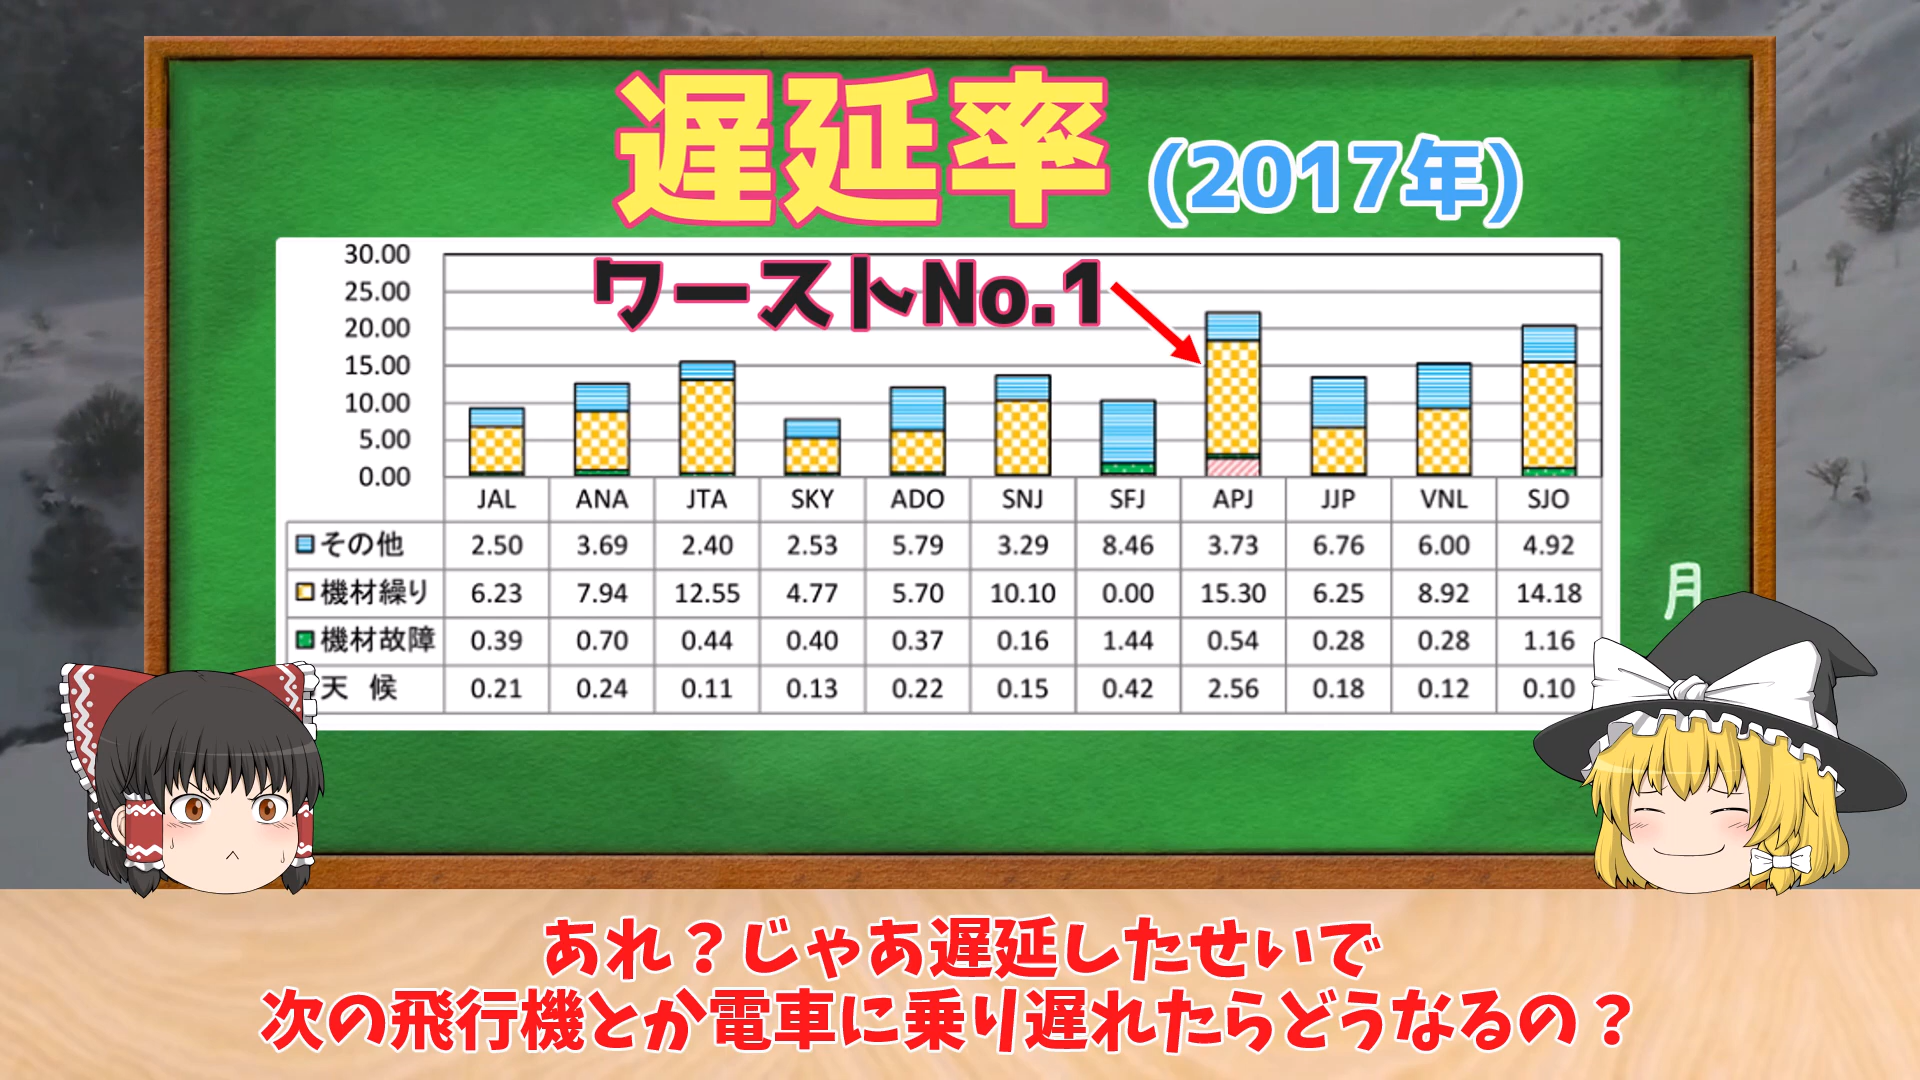 遅延率 (2017年)
ワーストNo.1
30.00
25.00
20.00
15.00
10.00
5.00
0.00
JAL ANA JTA SKY ADO SNJ SFJ APJ JJP VNL SJO
その他 2.50 3.69 2.40 2.53 5.79 3.29 8.46 3.73 6.76 6.00 4.92
機材繰り 6.23 7.94 12.55 4.77 5.70 10.10 0.00 15.30 6.25 8.92 14.18
機材故障 0.39 0.70 0.44 0.40 0.37 0.16 1.44 0.54 0.28 0.28 1.16
天 候 0.21 0.24 0.11 0.13 0.22 0.15 0.42 2.56 0.18 0.12 0.10
月
あれ？じゃあ遅延したせいで
次の飛行機とか電車に乗り遅れたらどうなるの？